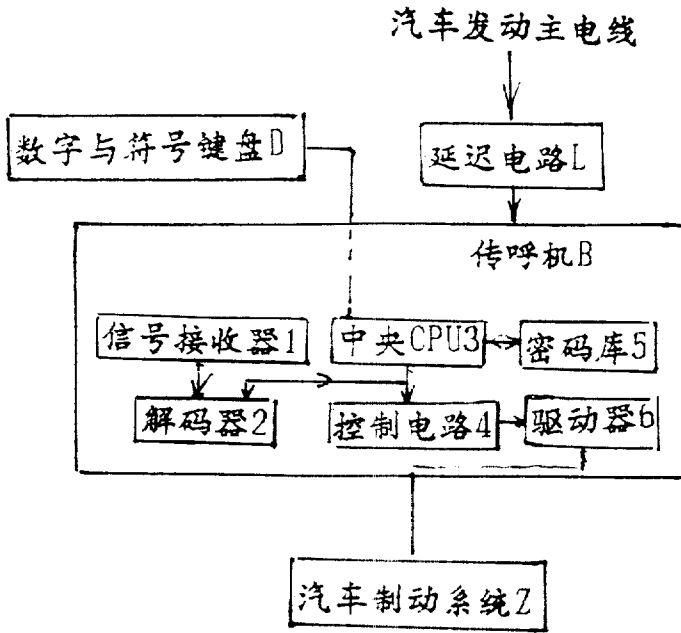 汽车发动主电线
数字与符号键盘D
延迟电路L
传呼机B
信号接收器1
中央CPU3
密码库5
解码器2
控制电路4
驱动器6
汽车制动系统Z